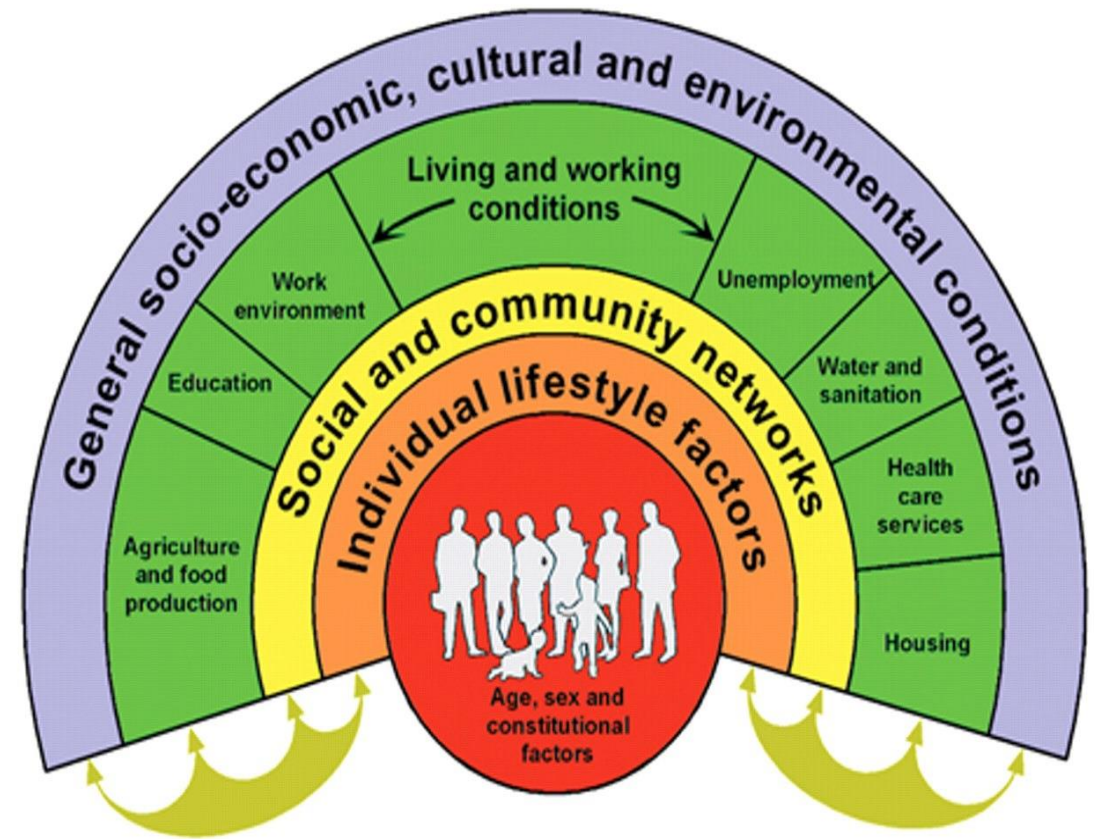 General socio-economic, cultural and environmental conditions
Living and working
conditions
Work
environment
Unemployment
Education
Water and
sanitation
Agriculture
and food
production
Health
care
services
Housing
Social and community networks
Individual lifestyle factors
Age, sex and
constitutional
factors